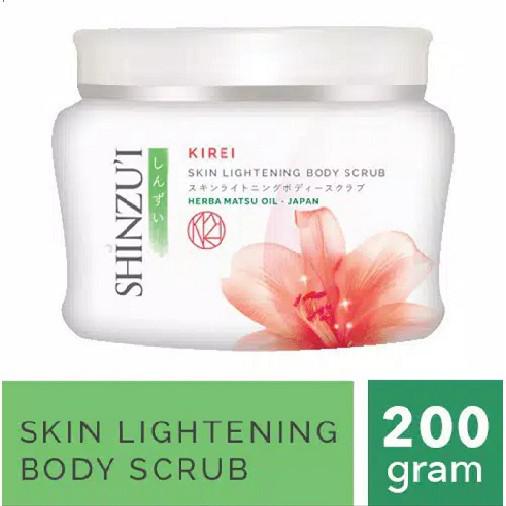 SHINZU'I
しんずい
KIREI
SKIN LIGHTENING BODY SCRUB
スキンライトニングボディースクラブ
HERBA MATSU OIL - JAPAN
SKIN LIGHTENING
BODY SCRUB
200
gram